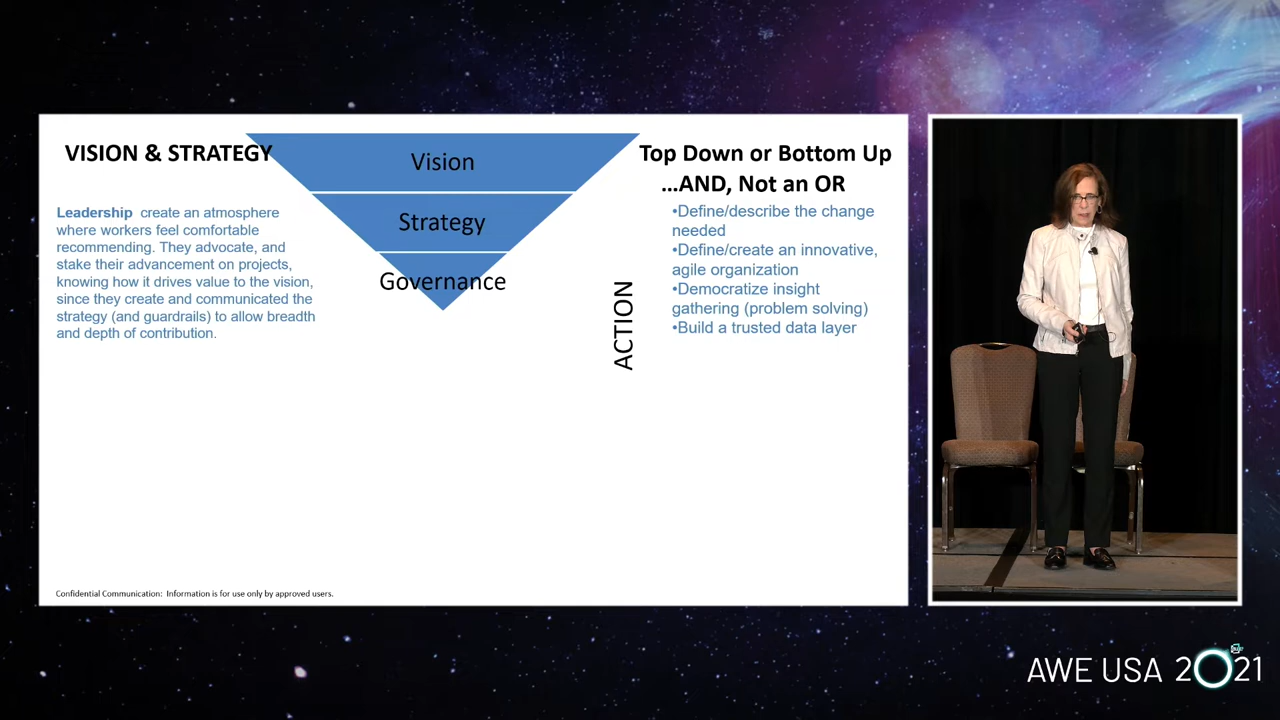 VISION & STRATEGY
Leadership create an atmosphere
where workers feel comfortable
recommending. They advocate, and
stake their advancement on projects,
knowing how it drives value to the vision,
since they create and communicated the
strategy (and guardrails) to allow breadth
and depth of contribution.
Vision
Strategy
Governance
ACTION
Top Down or Bottom Up
...AND, Not an OR
•Define/describe the change
needed
•Define/create an innovative,
agile organization
•Democratize insight
gathering (problem solving)
•Build a trusted data layer
Confidential Communication: Information is for use only by approved users.
AWE USA 2021